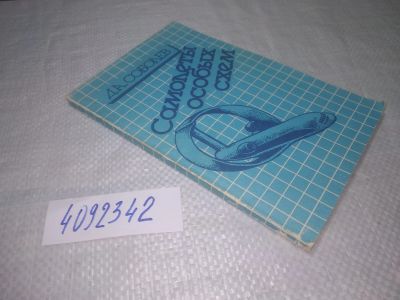 Д.А.СОБОЛЕВ
Самолеты
особых
схем
4092342